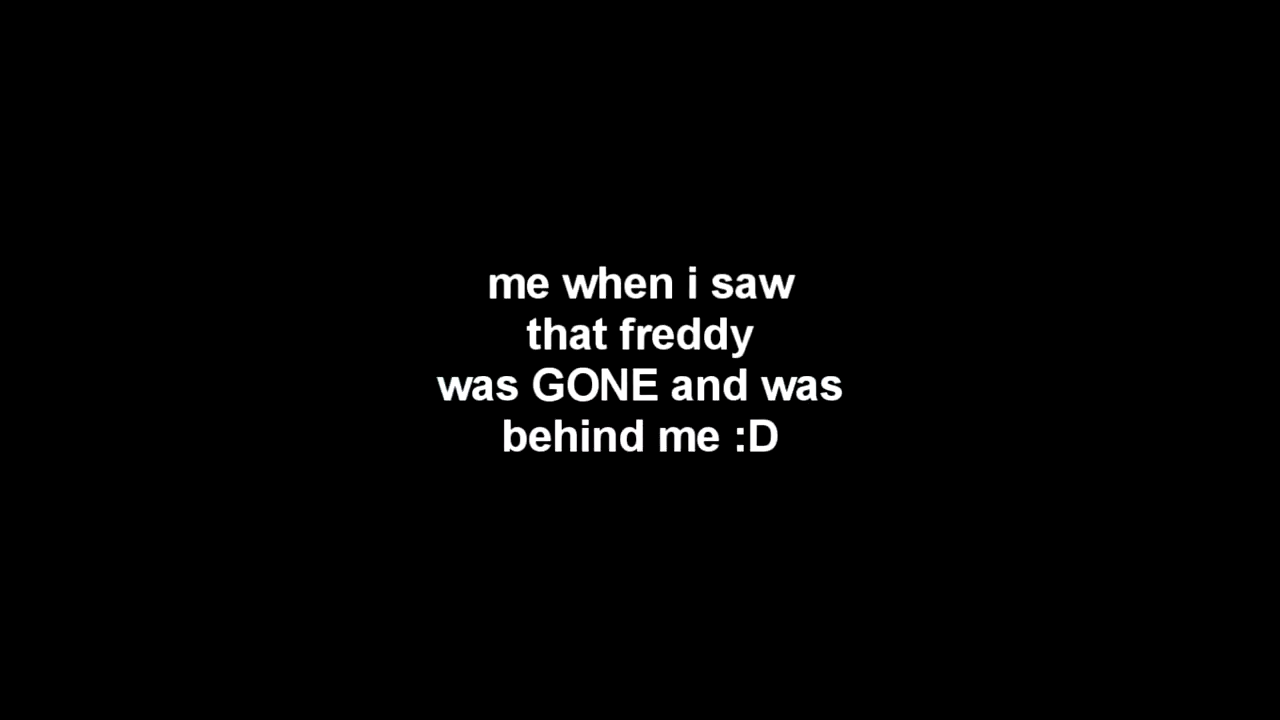 me when i saw
that freddy
was GONE and was
behind me :D